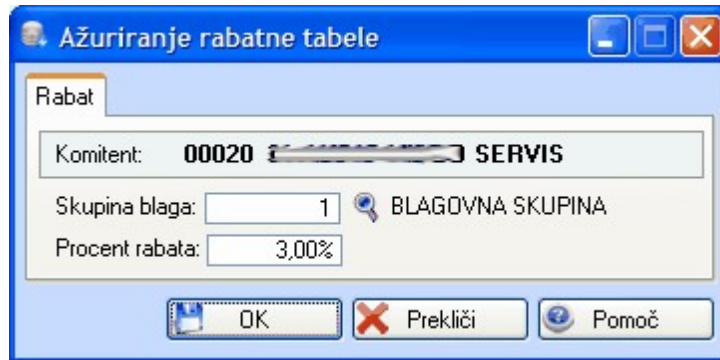 Ažuriranje rabatne tabele
Rabat
Komitent: 00020 SERVIS
Skupina blaga: 1 BLAGOVNA SKUPINA
Procent rabata: 3,00%
OK Prekliči Pomoč